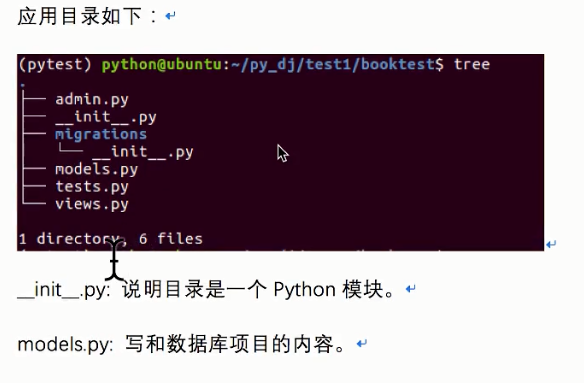 应用目录如下：
(pytest) python@ubuntu:~/py_dj/test1/booktest$ tree
.
├── admin.py
├── __init__.py
├── migrations
│   └── __init__.py
├── models.py
├── tests.py
└── views.py
1 directory, 6 files
__init__.py: 说明目录是一个 Python 模块。
models.py: 写和数据库项目的内容。